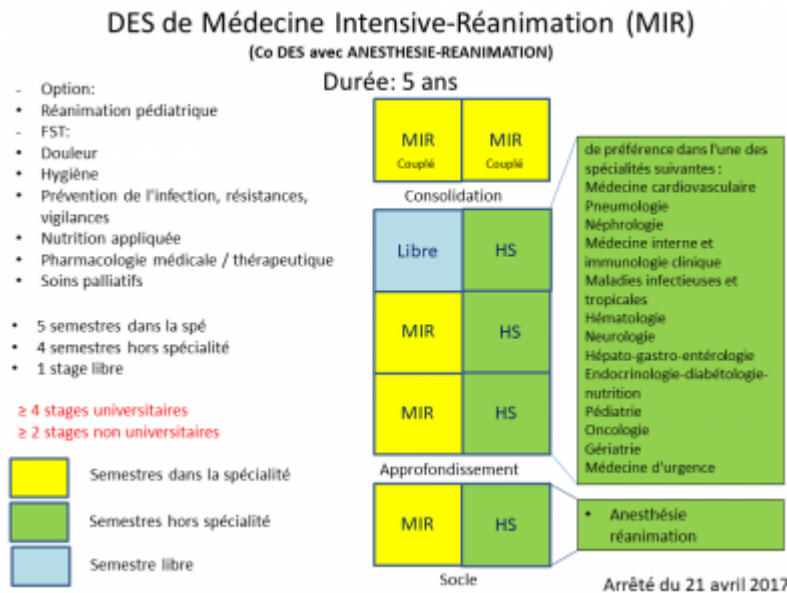 DES de Médecine Intensive-Réanimation (MIR)
(Co DES avec ANESTHESIE-REANIMATION)
Durée: 5 ans
- Option:
• Réanimation pédiatrique
- FST:
• Douleur
• Hygiène
• Prévention de l'infection, résistances,
vigilances
• Nutrition appliquée
• Pharmacologie médicale / thérapeutique
• Soins palliatifs
• 5 semestres dans la spé
• 4 semestres hors spécialité
• 1 stage libre
≥ 4 stages universitaires
≥ 2 stages non universitaires
Semestres dans la spécialité
Semestres hors spécialité
Semestre libre
MIR
Couplé
MIR
Couplé
Consolidation
Libre
HS
MIR
HS
MIR
HS
Approfondissement
MIR
HS
Socle
de préférence dans l'une des
spécialités suivantes :
Médecine cardiovasculaire
Pneumologie
Néphrologie
Médecine interne et
immunologie clinique
Maladies infectieuses et
tropicales
Hématologie
Neurologie
Hépato-gastro-entérologie
Endocrinologie-diabétologie-
nutrition
Pédiatrie
Oncologie
Gériatrie
Médecine d'urgence
• Anesthésie
réanimation
Arrêté du 21 avril 2017